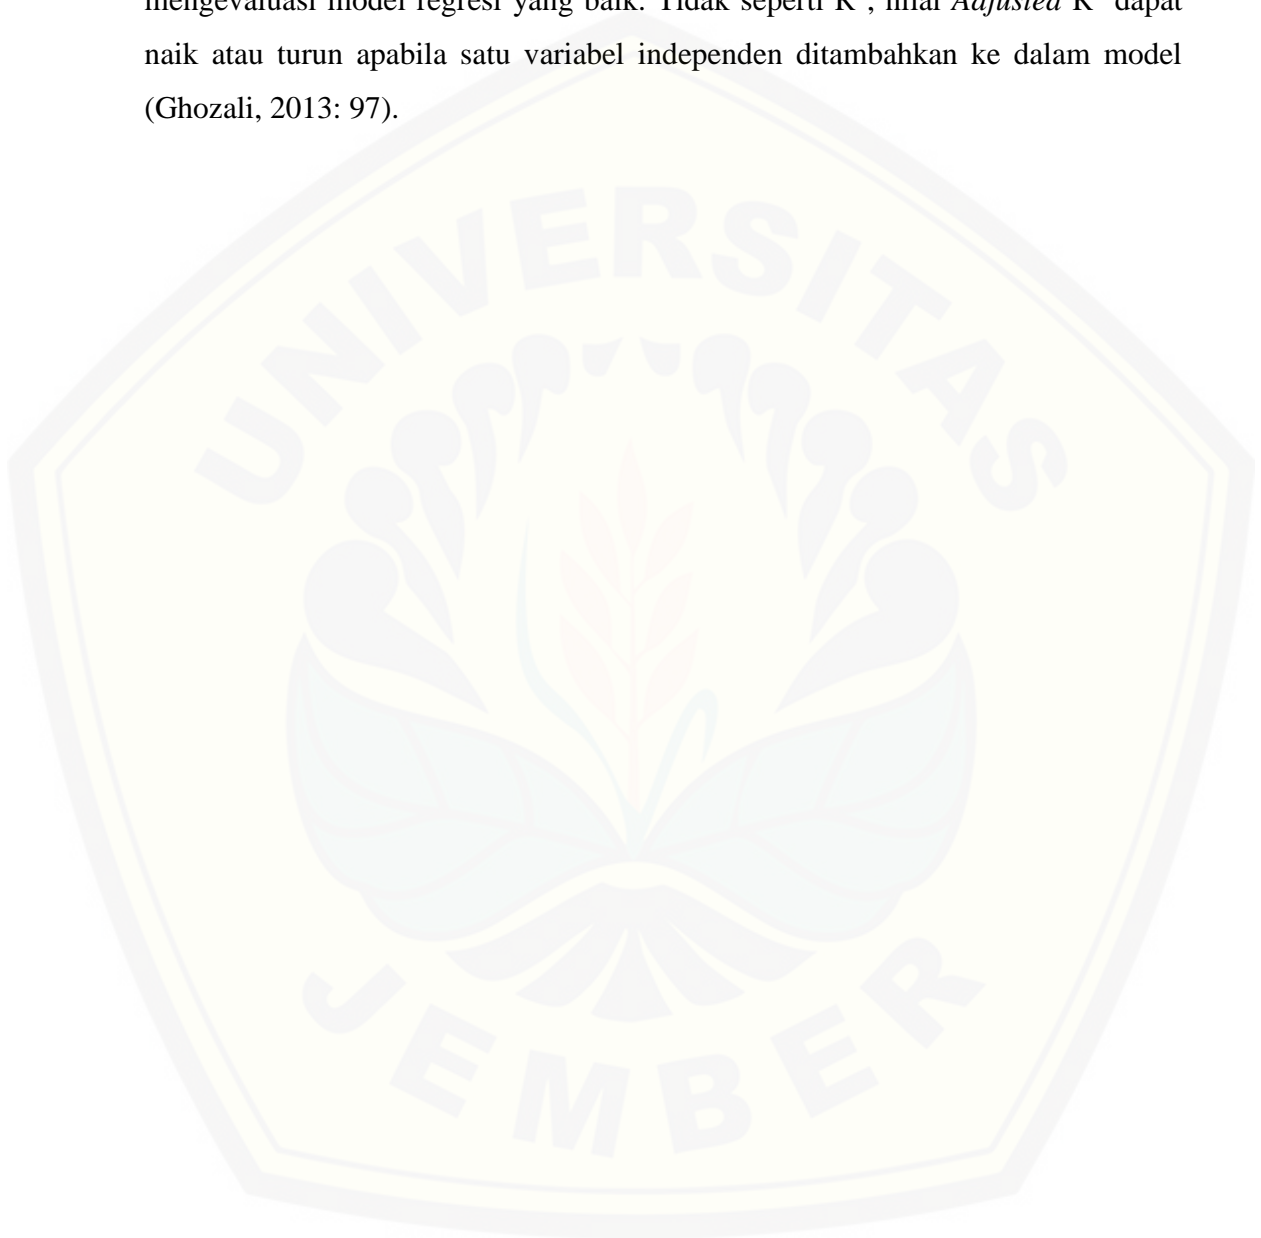 mengevaluasi model regresi yang baik. Tidak seperti R², nilai Adjusted R² dapat
naik atau turun apabila satu variabel independen ditambahkan ke dalam model
(Ghozali, 2013: 97).
UNIVERSITAS
JEMBER